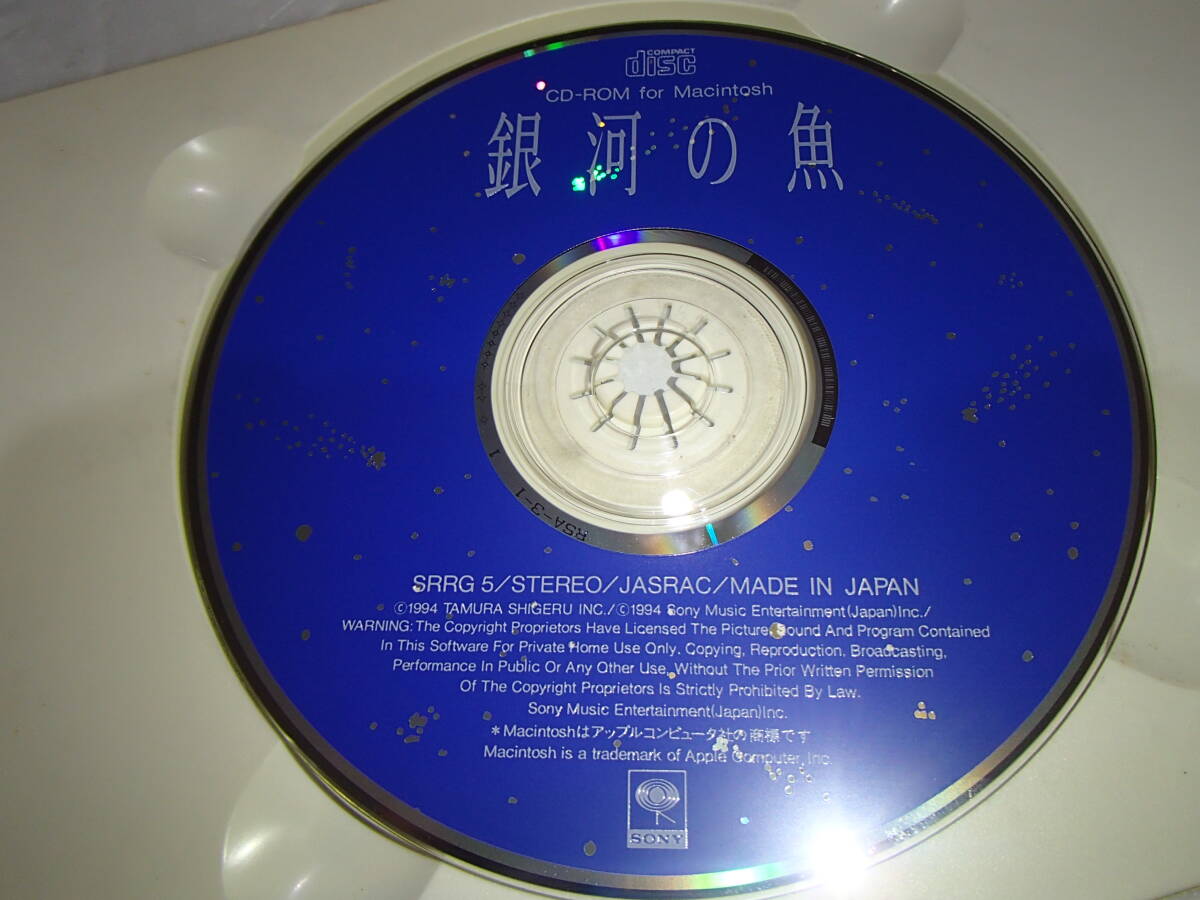 COMPACT
disc
CD-ROM for Macintosh
銀河の魚
1
RSA-3-1
SRRG 5/STEREO/JASRAC/MADE IN JAPAN
©1994 TAMURA SHIGERU INC./©1994 Sony Music Entertainment(Japan)Inc./
WARNING: The Copyright Proprietors Have Licensed The Picture, Sound And Program Contained
In This Software For Private Home Use Only. Copying, Reproduction, Broadcasting,
Performance In Public Or Any Other Use, Without The Prior Written Permission
Of The Copyright Proprietors Is Strictly Prohibited By Law.
Sony Music Entertainment(Japan)Inc.
*Macintoshはアップルコンピュータ社の商標です
Macintosh is a trademark of Apple Computer, Inc.
SONY